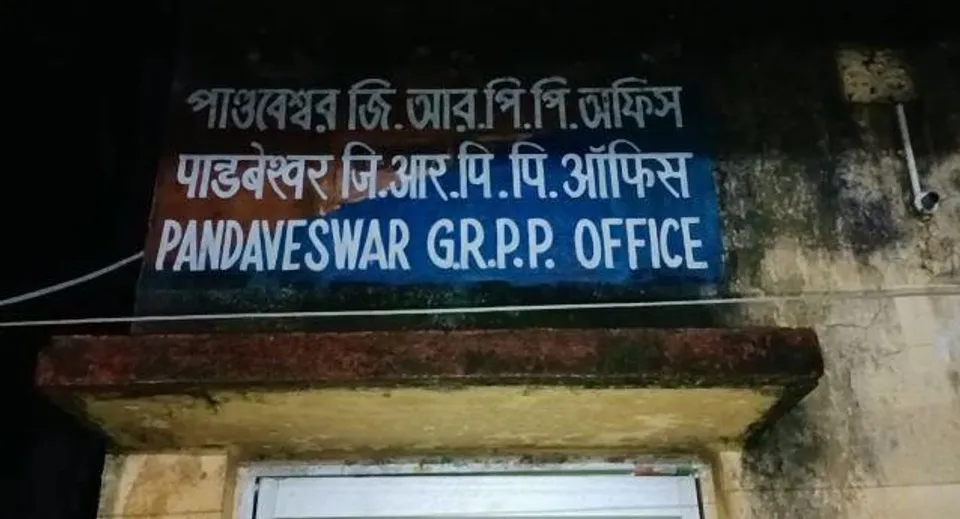 পাণ্ডবেশ্বর জি.আর.পি.পি.অফিস
पान्डबेश्वर जि.आर.पि.पि.ऑफिस
PANDAVESWAR G.R.P.P. OFFICE